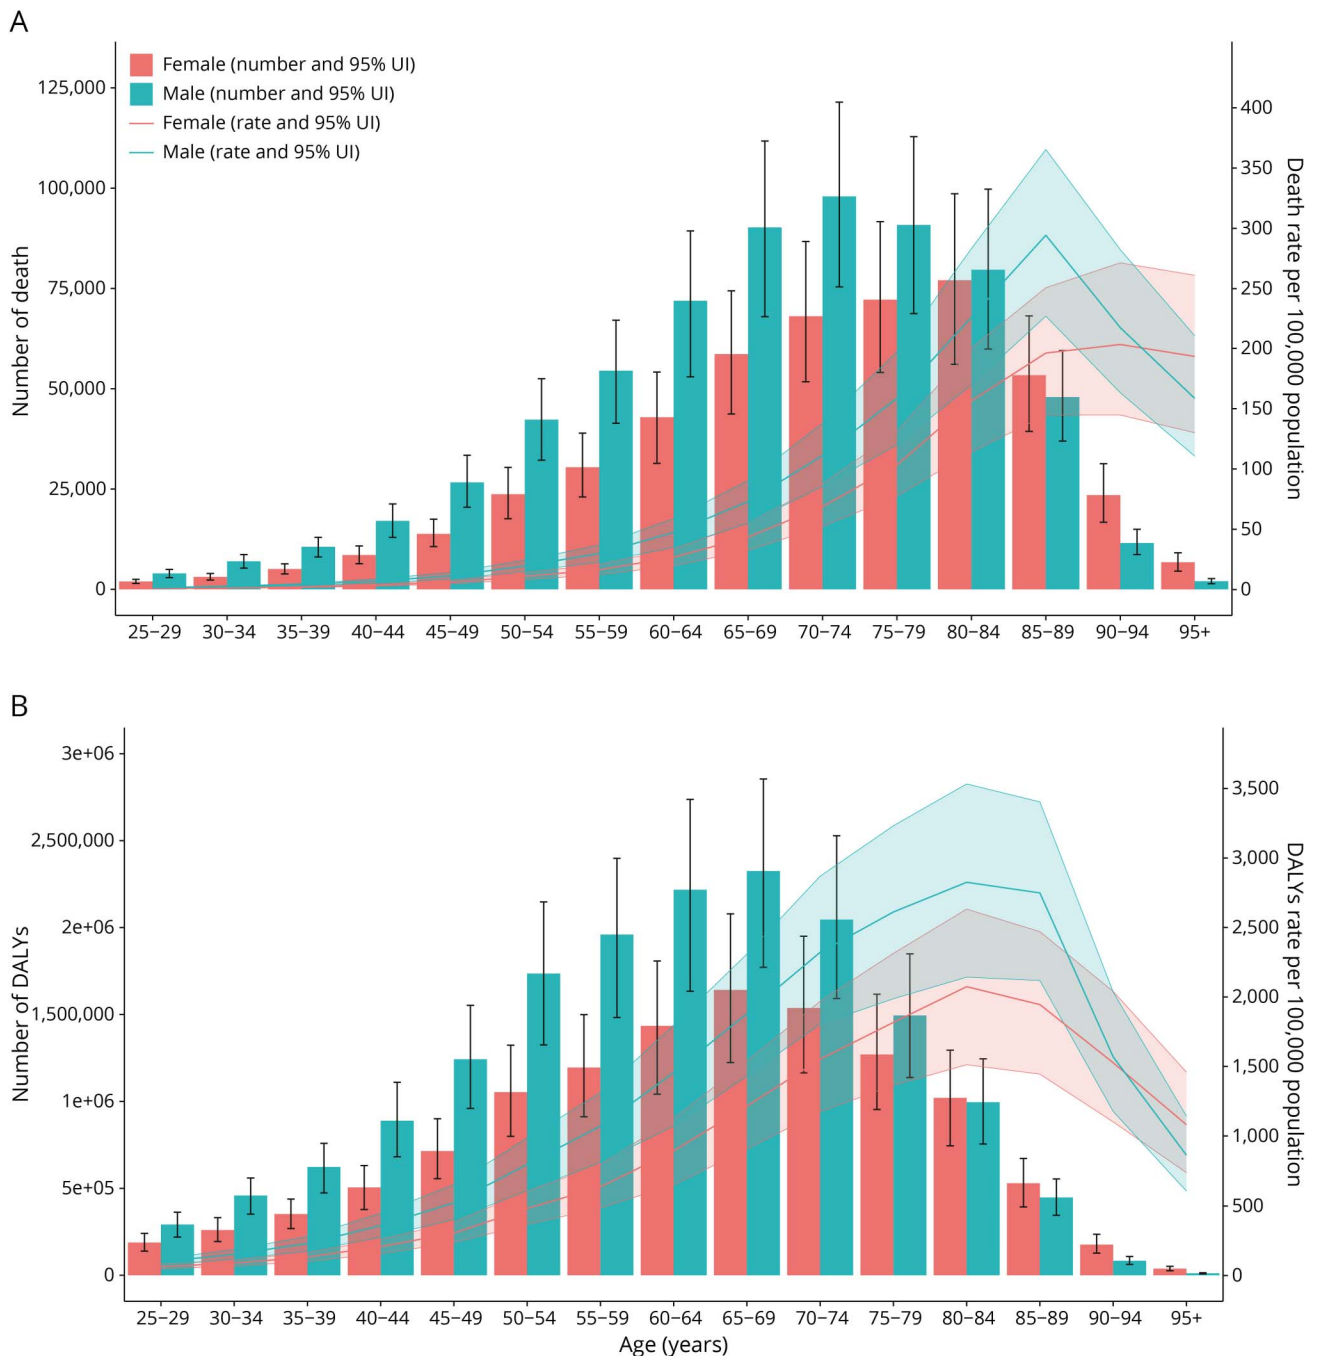 A
Female (number and 95% UI)
Male (number and 95% UI)
Female (rate and 95% UI)
Male (rate and 95% UI)
Number of death
125,000
100,000
75,000
50,000
25,000
0
400
350
300
250
200
150
100
50
0
Death rate per 100,000 population
25–29 30–34 35–39 40–44 45–49 50–54 55–59 60–64 65–69 70–74 75–79 80–84 85–89 90–94 95+
B
Number of DALYs
3e+06
2,500,000
2e+06
1,500,000
1e+06
5e+05
0
3,500
3,000
2,500
2,000
1,500
1,000
500
0
DALYs rate per 100,000 population
25–29 30–34 35–39 40–44 45–49 50–54 55–59 60–64 65–69 70–74 75–79 80–84 85–89 90–94 95+
Age (years)